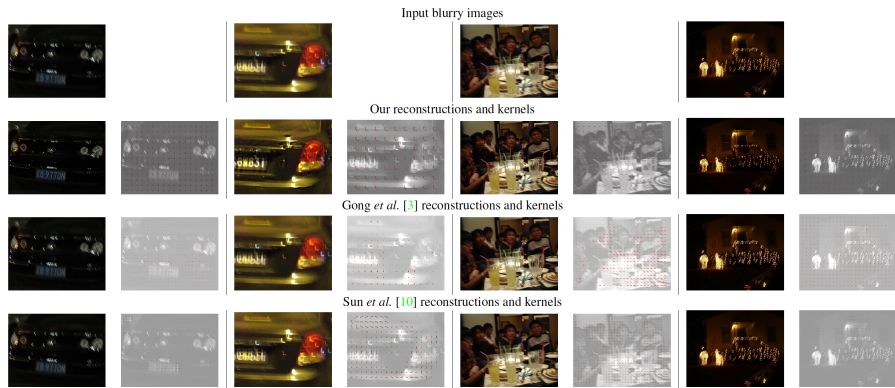 Input blurry images
Our reconstructions and kernels
Gong et al. [3] reconstructions and kernels
Sun et al. [10] reconstructions and kernels